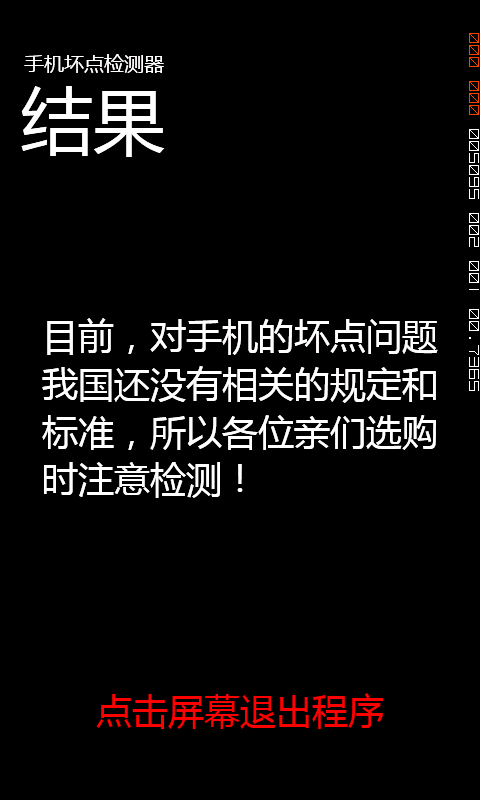 手机坏点检测器
结果
目前，对手机的坏点问题
我国还没有相关的规定和
标准，所以各位亲们选购
时注意检测！
点击屏幕退出程序
000 000 005095 002 001 00.7365